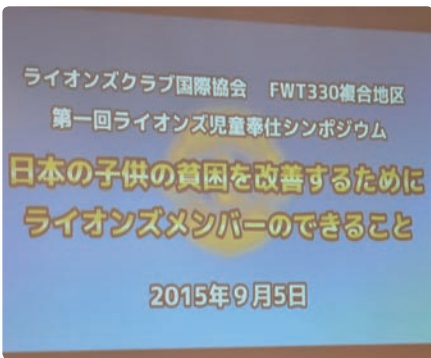 ライオンズクラブ国際協会 FWT330複合地区
第一回ライオンズ児童奉仕シンポジウム
日本の子供の貧困を改善するために
ライオンズメンバーのできること
2015年9月5日